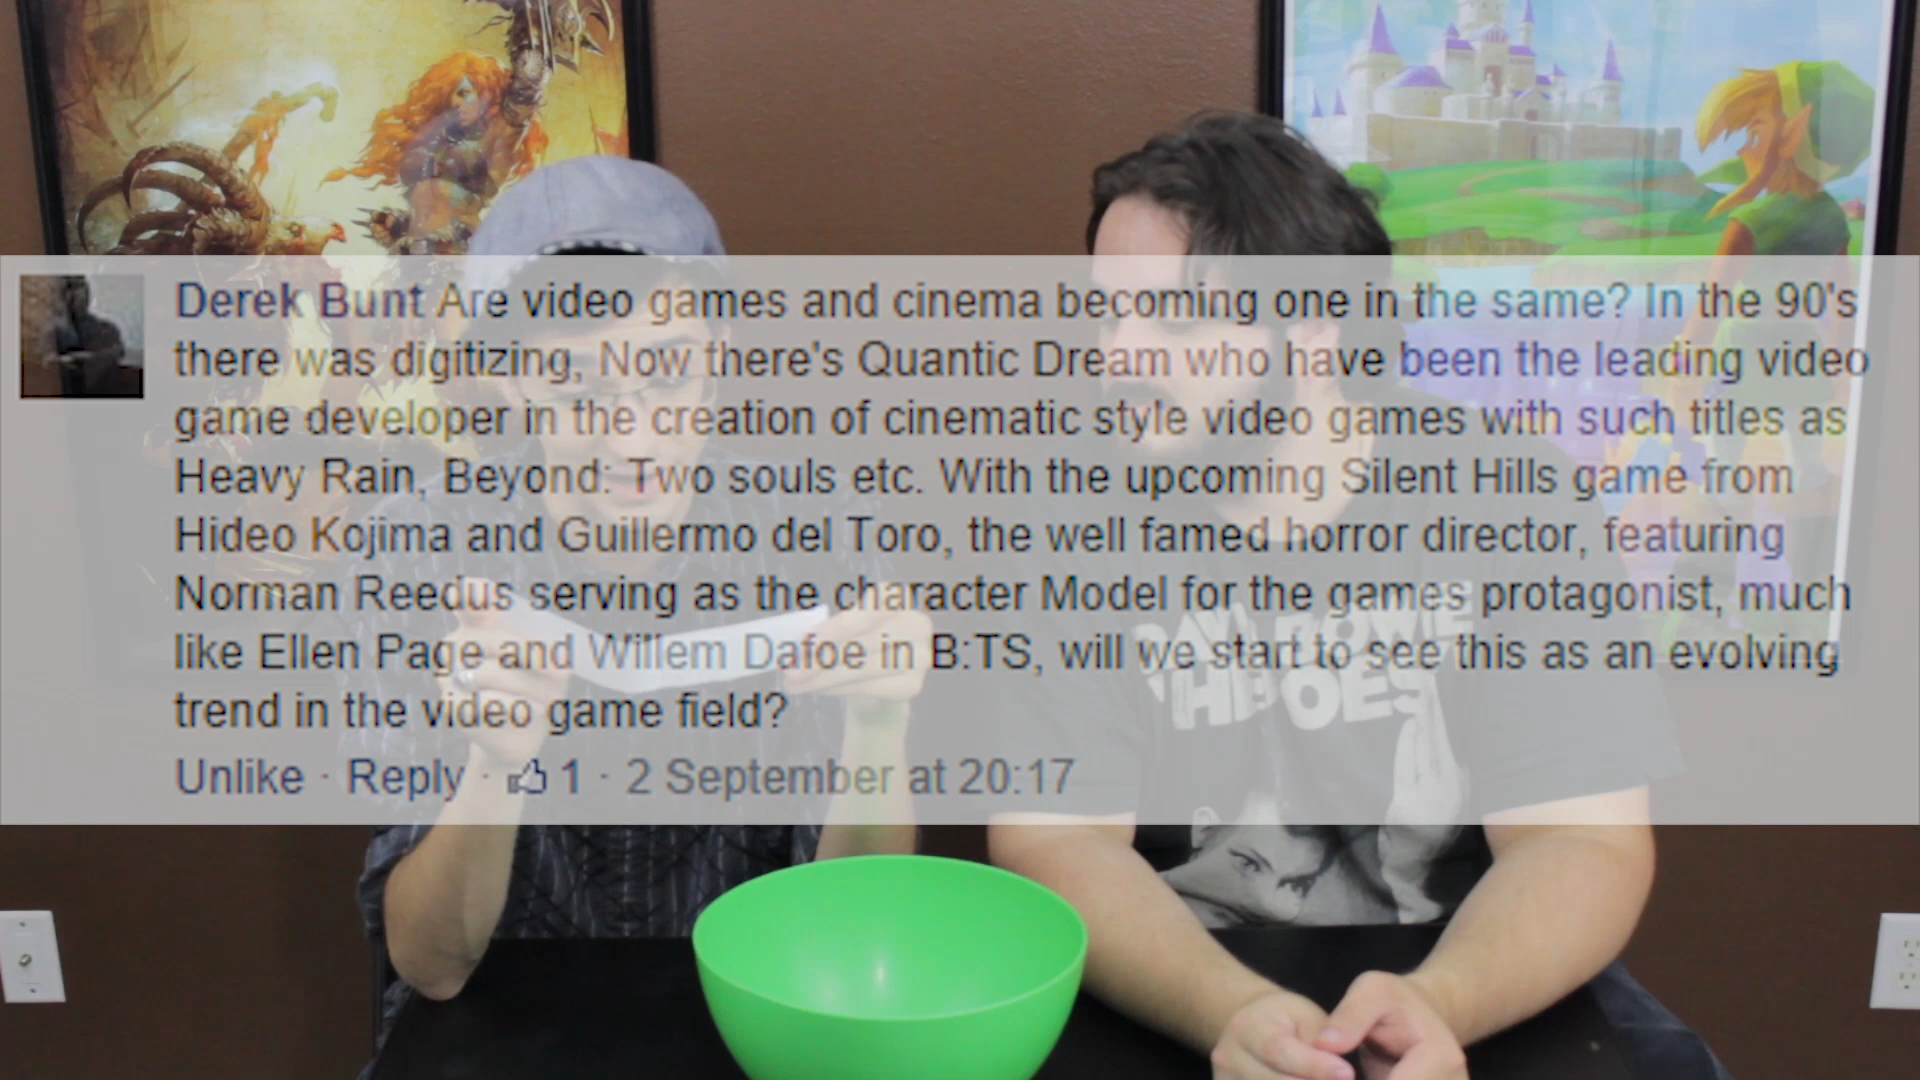 Derek Bunt Are video games and cinema becoming one in the same? In the 90's
there was digitizing, Now there's Quantic Dream who have been the leading video
game developer in the creation of cinematic style video games with such titles as
Heavy Rain, Beyond: Two souls etc. With the upcoming Silent Hills game from
Hideo Kojima and Guillermo del Toro, the well famed horror director, featuring
Norman Reedus serving as the character Model for the games protagonist, much
like Ellen Page and Willem Dafoe in B:TS, will we start to see this as an evolving
trend in the video game field?
Unlike · Reply · 1 · 2 September at 20:17
DAVID BOWIE
"HEROES"